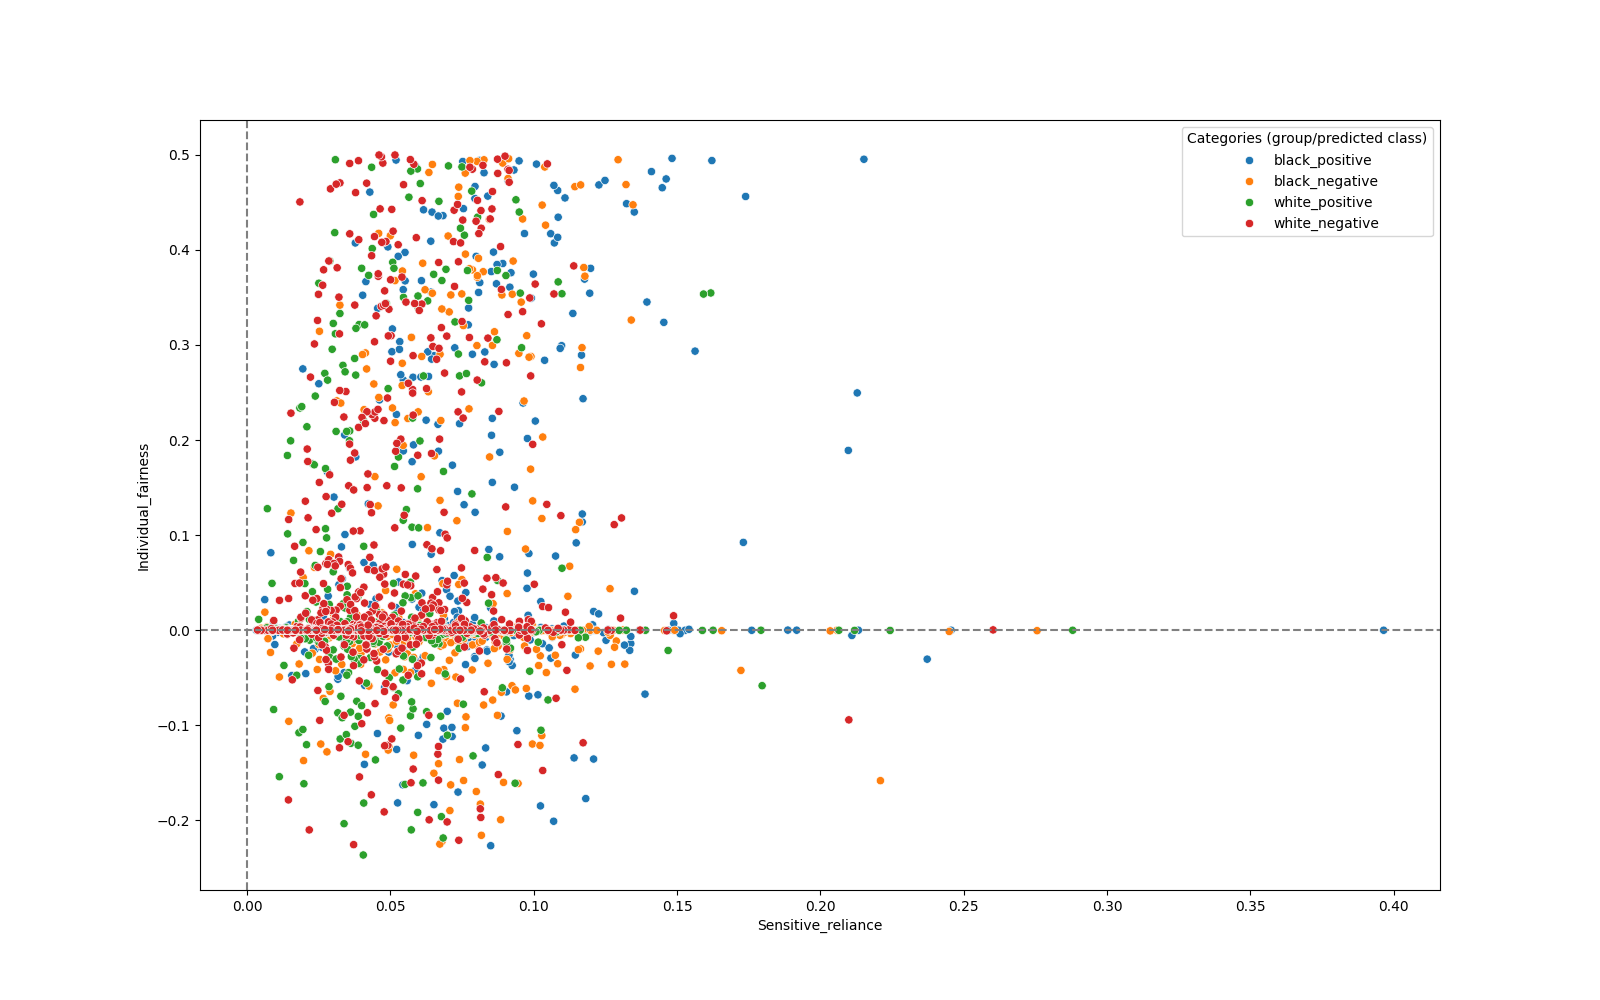 Categories (group/predicted class)
black_positive
black_negative
white_positive
white_negative
0.5
0.4
0.3
0.2
0.1
0.0
−0.1
−0.2
Individual_fairness
0.00 0.05 0.10 0.15 0.20 0.25 0.30 0.35 0.40
Sensitive_reliance